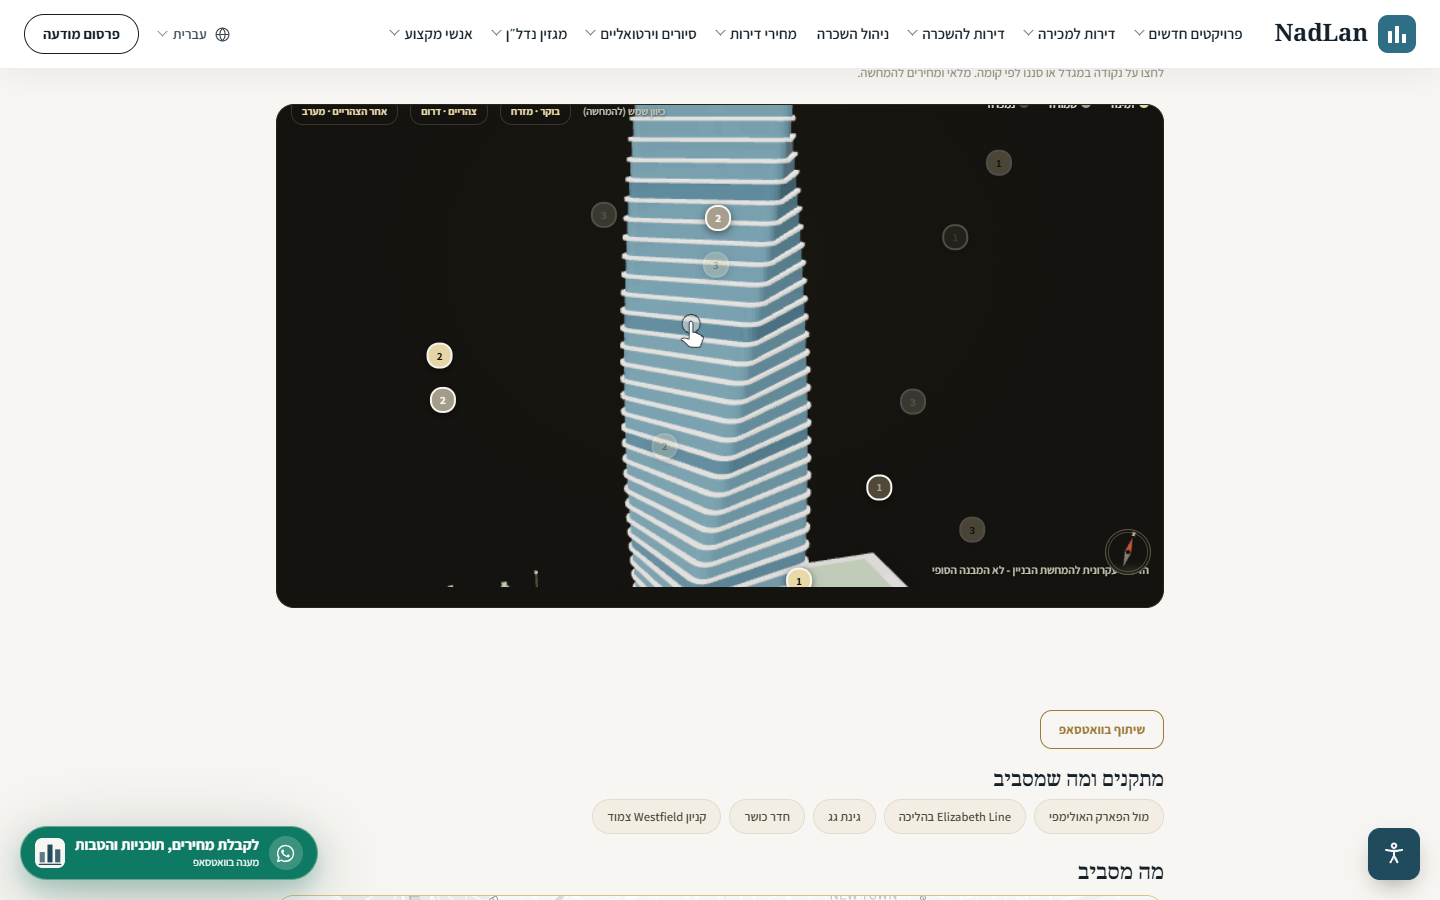 NadLan
פרויקטים חדשים
דירות למכירה
דירות להשכרה
ניהול השכרה
מחירי דירות
סיורים וירטואליים
מגזין נדל״ן
אנשי מקצוע
עברית
פרסום מודעה
לחצו על נקודה במגדל או סננו לפי קומה. מלאי ומחירים להמחשה.
כיוון שמש (להמחשה)
בוקר · מזרח
צהריים · דרום
אחר הצהריים · מערב
1
3
2
1
3
2
2
3
2
1
3
1
עקרונית להמחשת הבניין - לא המבנה הסופי
שיתוף בוואטסאפ
מתקנים ומה שמסביב
מול הפארק האולימפי
Elizabeth Line בהליכה
חדר כושר
גינת גג
קניון Westfield צמוד
לקבלת מחירים, תוכניות והטבות
מענה בוואטסאפ
מה מסביב